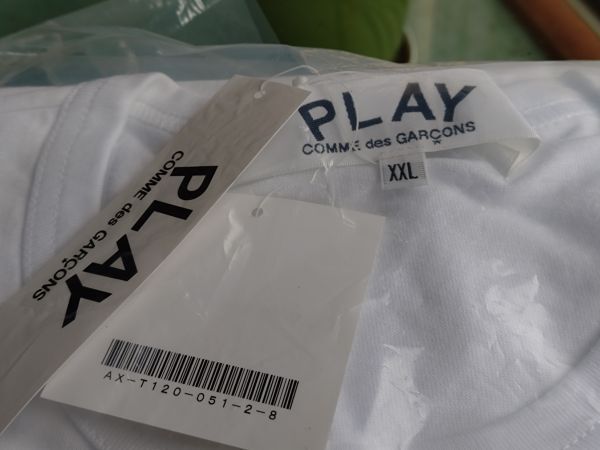 PLAY
COMME des GARÇONS
XXL
PLAY
COMME des GARÇONS
AX-T120-051-2-8